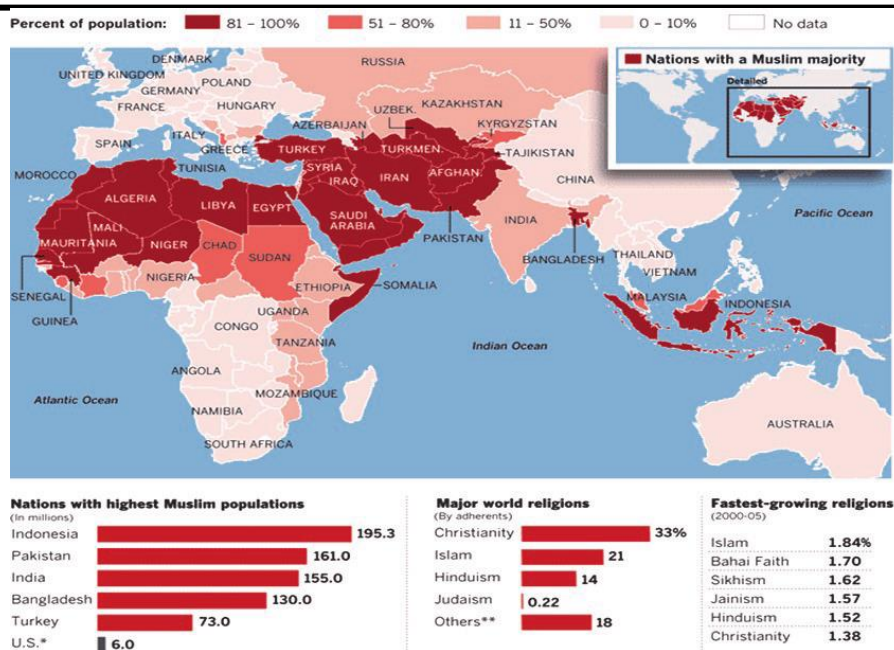 Percent of population: 81 – 100% 51 – 80% 11 – 50% 0 – 10% No data
Nations with a Muslim majority
Detailed
DENMARK
UNITED KINGDOM
POLAND
GERMANY
FRANCE
HUNGARY
ITALY
SPAIN
GREECE
RUSSIA
KAZAKHSTAN
UZBEK.
KYRGYZSTAN
AZERBAIJAN
TURKEY
TURKMEN.
TAJIKISTAN
TUNISIA
MOROCCO
SYRIA
IRAQ
IRAN
AFGHAN.
CHINA
ALGERIA
LIBYA
EGYPT
SAUDI
ARABIA
PAKISTAN
INDIA
BANGLADESH
Pacific Ocean
MALI
MAURITANIA
NIGER
CHAD
SUDAN
THAILAND
VIETNAM
SENEGAL
NIGERIA
ETHIOPIA
SOMALIA
MALAYSIA
INDONESIA
GUINEA
UGANDA
CONGO
TANZANIA
Indian Ocean
ANGOLA
MOZAMBIQUE
Atlantic Ocean
NAMIBIA
SOUTH AFRICA
AUSTRALIA
Nations with highest Muslim populations
(In millions)
Indonesia 195.3
Pakistan 161.0
India 155.0
Bangladesh 130.0
Turkey 73.0
U.S.* 6.0
Major world religions
(By adherents)
Christianity 33%
Islam 21
Hinduism 14
Judaism 0.22
Others** 18
Fastest-growing religions
(2000-05)
Islam 1.84%
Bahai Faith 1.70
Sikhism 1.62
Jainism 1.57
Hinduism 1.52
Christianity 1.38